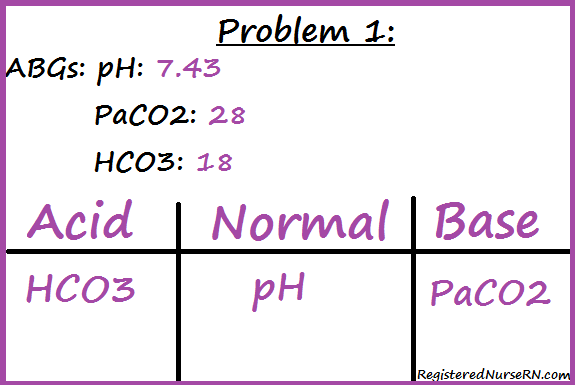 Problem 1:
ABGs: pH: 7.43
PaCO2: 28
HCO3: 18
Acid Normal Base
HCO3 pH PaCO2
RegisteredNurseRN.com